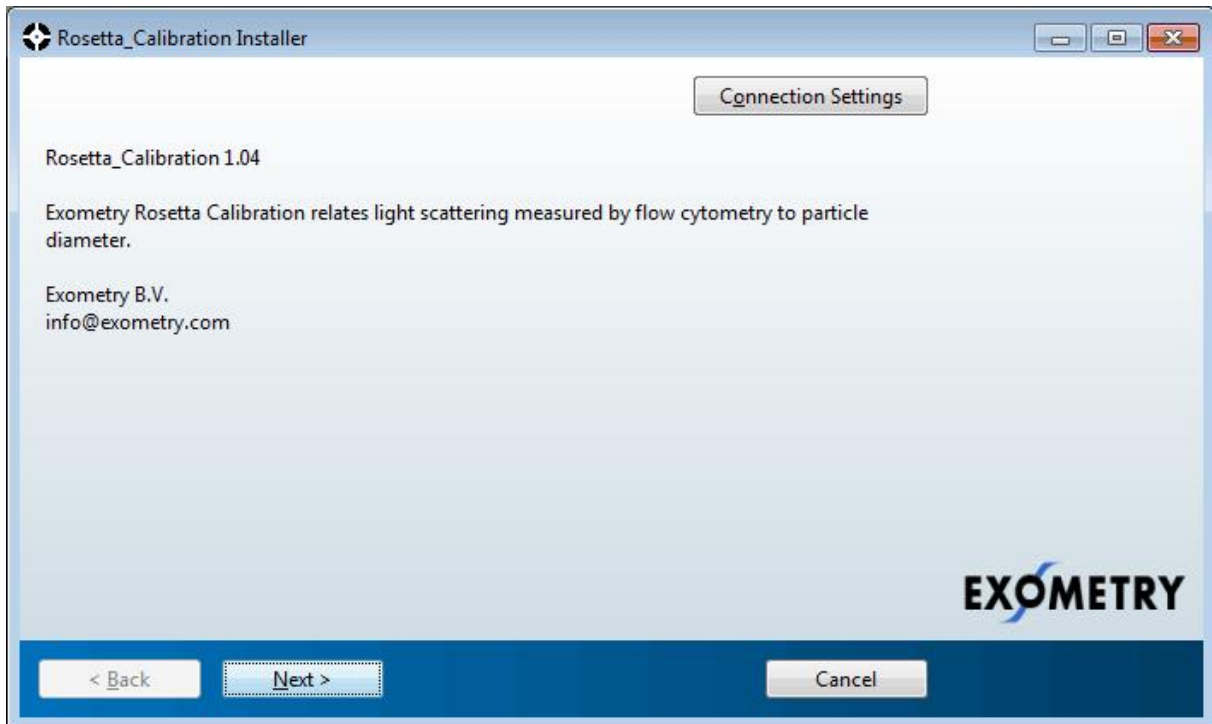 Rosetta_Calibration Installer
Connection Settings
Rosetta_Calibration 1.04
Exometry Rosetta Calibration relates light scattering measured by flow cytometry to particle
diameter.
Exometry B.V.
info@exometry.com
EXOMETRY
< Back
Next >
Cancel